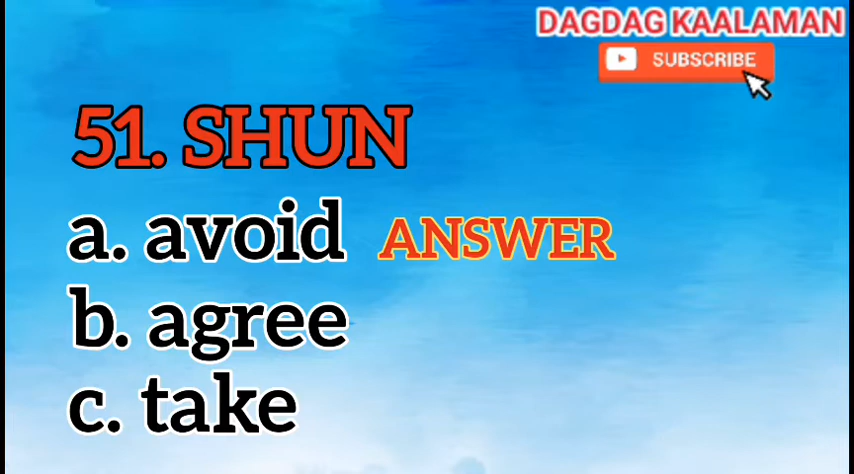 DAGDAG KAALAMAN
SUBSCRIBE
51. SHUN
a. avoid ANSWER
b. agree
c. take